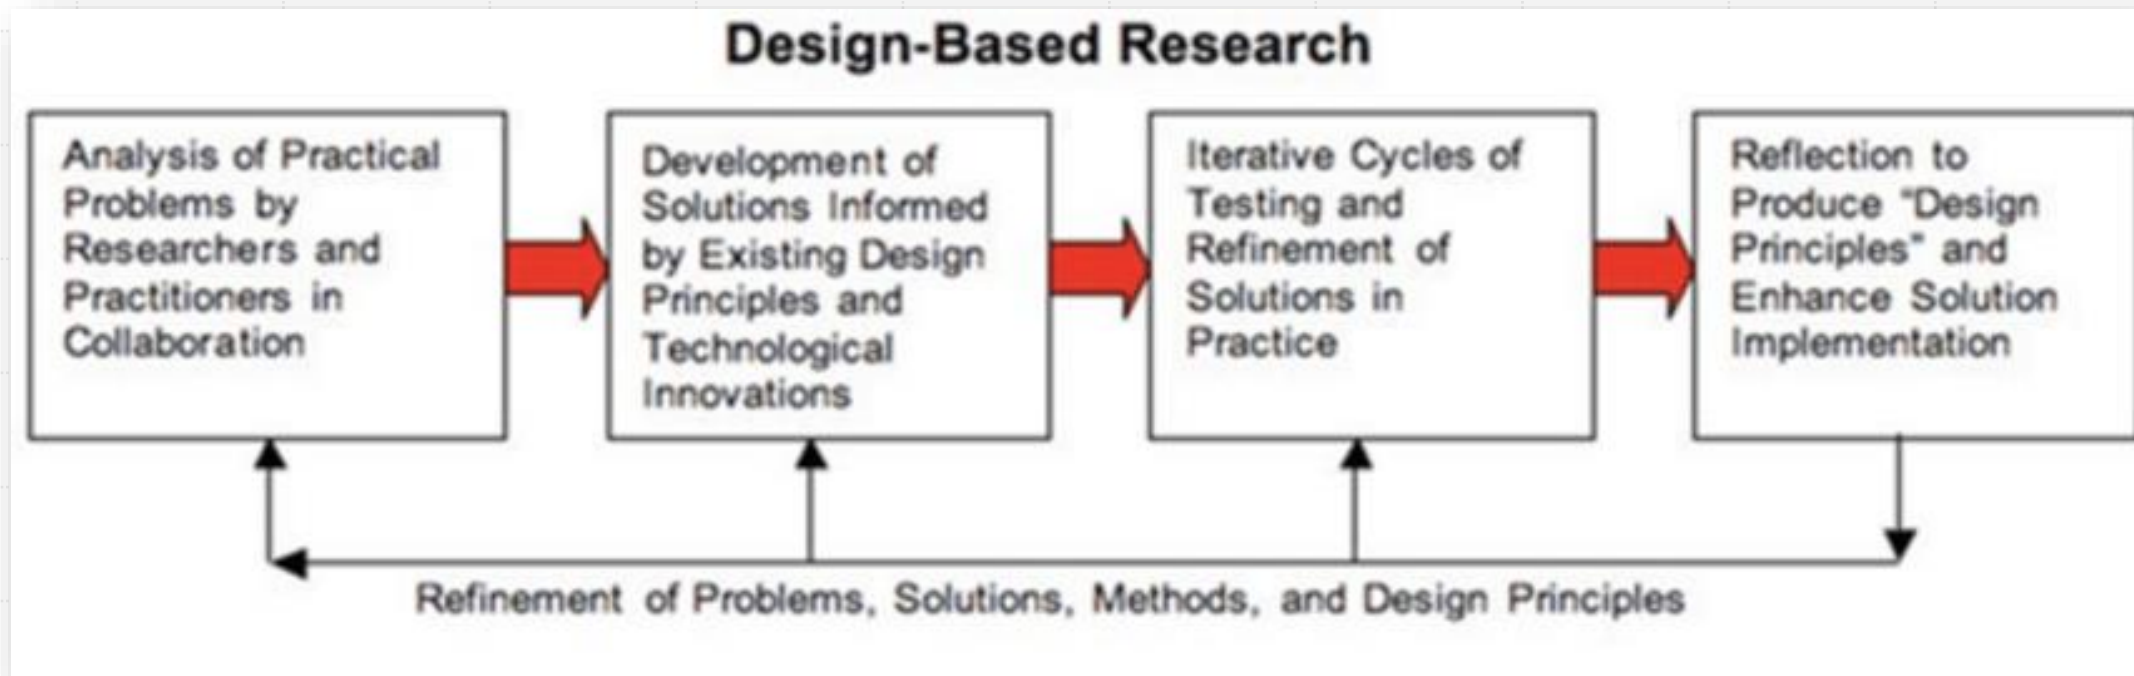 Design-Based Research
Analysis of Practical
Problems by
Researchers and
Practitioners in
Collaboration
Development of
Solutions Informed
by Existing Design
Principles and
Technological
Innovations
Iterative Cycles of
Testing and
Refinement of
Solutions in
Practice
Reflection to
Produce "Design
Principles" and
Enhance Solution
Implementation
Refinement of Problems, Solutions, Methods, and Design Principles